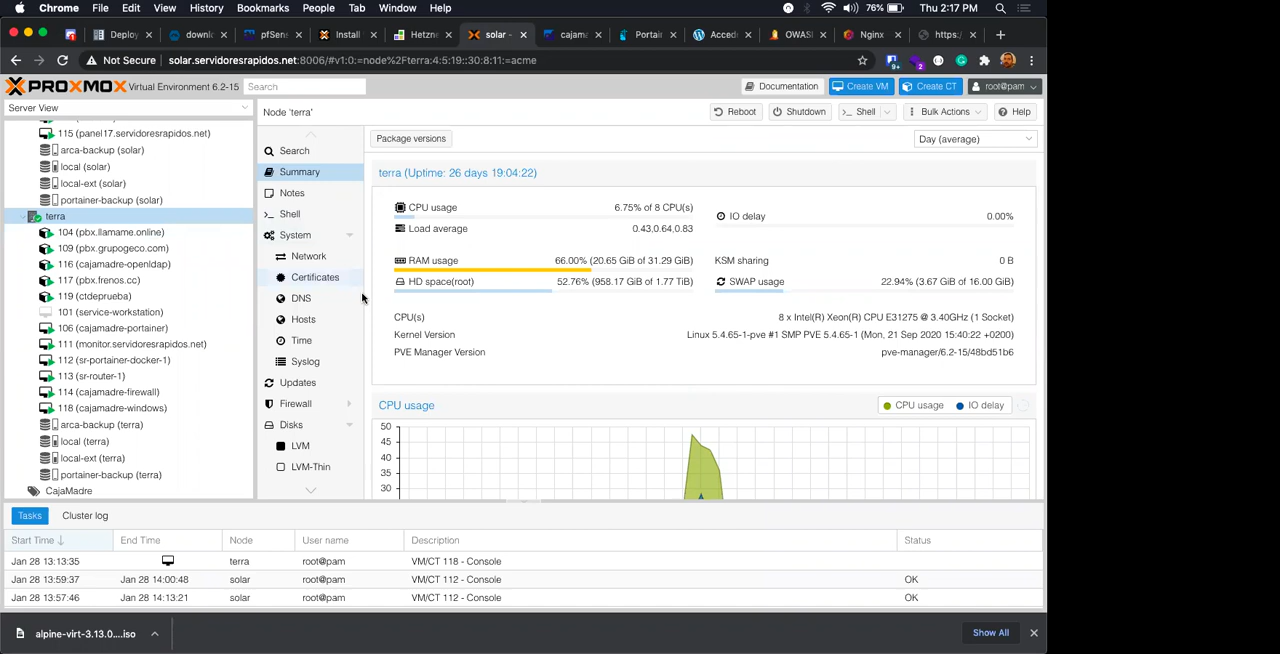 Chrome File Edit View History Bookmarks People Tab Window Help 76% Thu 2:17 PM
Deploy downl pfSens Install Hetzne solar - cajama Portain Accede OWAS Nginx https:/
Not Secure solar.servidoresrapidos.net:8006/#v1:0:=node%2Fterra:4:5:19::30:8:11:=acme
PROXMOX Virtual Environment 6.2-15 Search Documentation Create VM Create CT root@pam
Server View
Node 'terra' Reboot Shutdown Shell Bulk Actions Help
115 (panel17.servidoresrapidos.net)
arca-backup (solar)
local (solar)
local-ext (solar)
portainer-backup (solar)
terra
104 (pbx.llamame.online)
109 (pbx.grupogeco.com)
116 (cajamadre-openldap)
117 (pbx.frenos.cc)
119 (ctdeprueba)
101 (service-workstation)
106 (cajamadre-portainer)
111 (monitor.servidoresrapidos.net)
112 (sr-portainer-docker-1)
113 (sr-router-1)
114 (cajamadre-firewall)
118 (cajamadre-windows)
arca-backup (terra)
local (terra)
local-ext (terra)
portainer-backup (terra)
CajaMadre
Search
Summary
Notes
Shell
System
Network
Certificates
DNS
Hosts
Time
Syslog
Updates
Firewall
Disks
LVM
LVM-Thin
Package versions Day (average)
terra (Uptime: 26 days 19:04:22)
CPU usage 6.75% of 8 CPU(s)
IO delay 0.00%
Load average 0.43,0.64,0.83
RAM usage 66.00% (20.65 GiB of 31.29 GiB)
KSM sharing 0 B
HD space(root) 52.76% (958.17 GiB of 1.77 TiB)
SWAP usage 22.94% (3.67 GiB of 16.00 GiB)
CPU(s) 8 x Intel(R) Xeon(R) CPU E31275 @ 3.40GHz (1 Socket)
Kernel Version Linux 5.4.65-1-pve #1 SMP PVE 5.4.65-1 (Mon, 21 Sep 2020 15:40:22 +0200)
PVE Manager Version pve-manager/6.2-15/48bd51b6
CPU usage CPU usage IO delay
50
45
40
35
30
Tasks Cluster log
Start Time End Time Node User name Description Status
Jan 28 13:13:35 terra root@pam VM/CT 118 - Console
Jan 28 13:59:37 Jan 28 14:00:48 solar root@pam VM/CT 112 - Console OK
Jan 28 13:57:46 Jan 28 14:13:21 solar root@pam VM/CT 112 - Console OK
alpine-virt-3.13.0....iso Show All